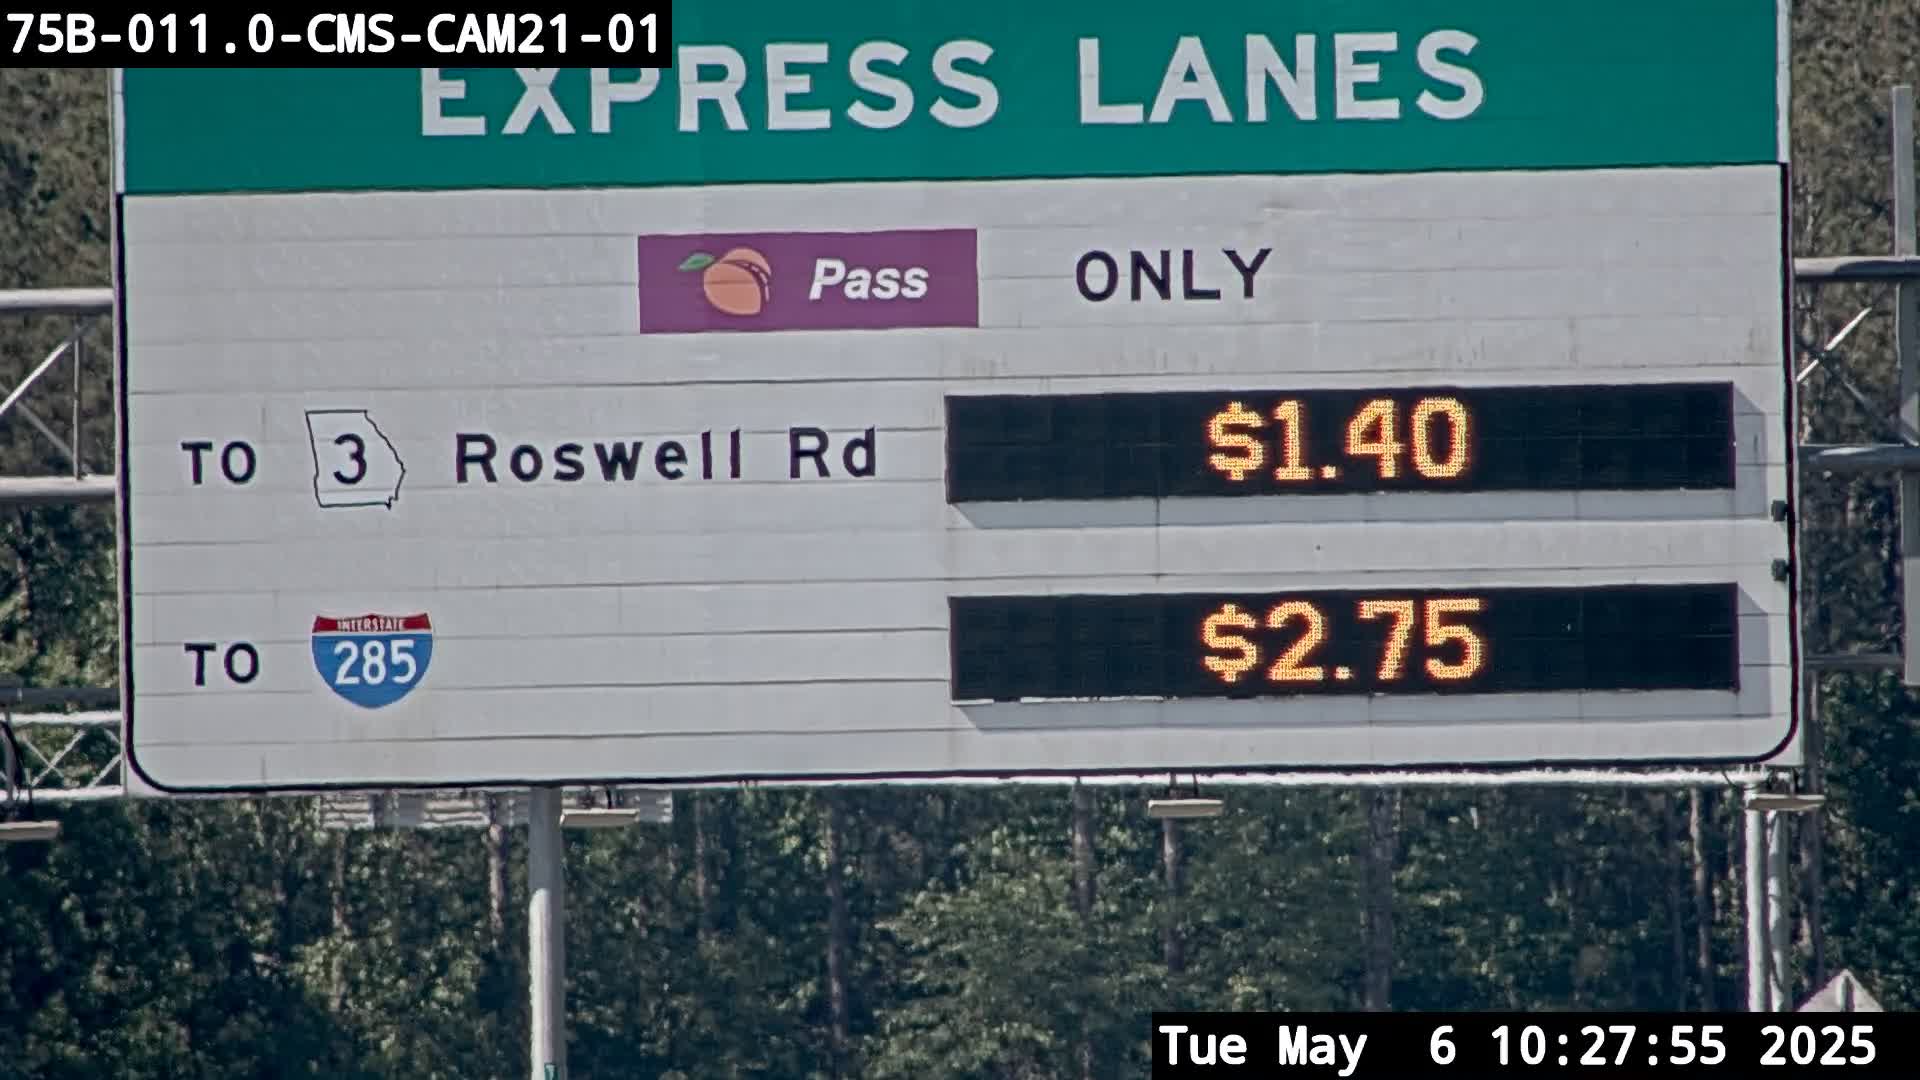 75B-011.0-CMS-CAM21-01
EXPRESS LANES
Pass ONLY
TO 3 Roswell Rd $1.40
INTERSTATE
TO 285 $2.75
Tue May 6 10:27:55 2025